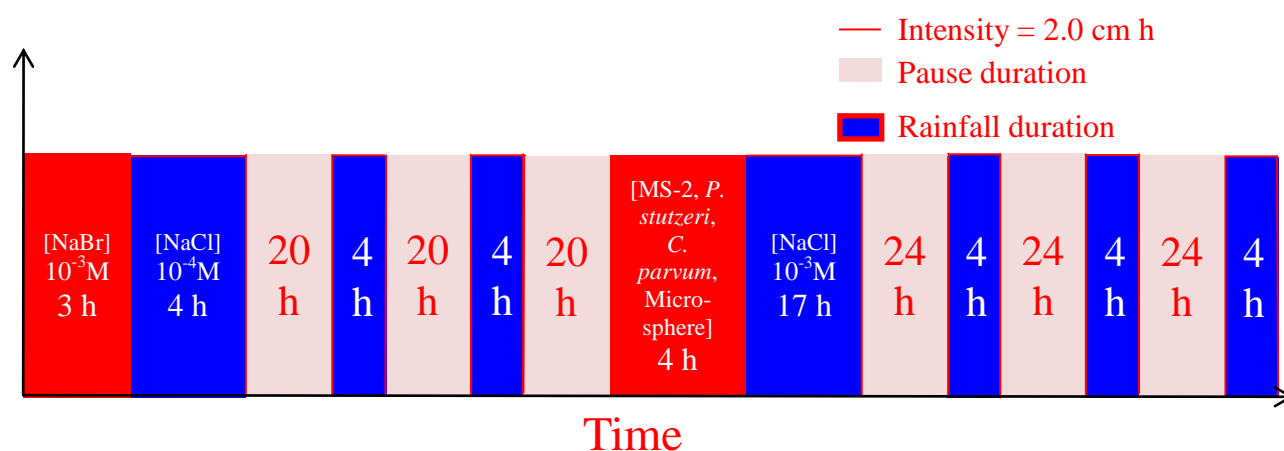 Intensity = 2.0 cm h
Pause duration
Rainfall duration
[NaBr]
10⁻³M
3 h
[NaCl]
10⁻⁴M
4 h
20
h
4
h
20
h
4
h
20
h
[MS-2, P.
stutzeri,
C.
parvum,
Micro-
sphere]
4 h
[NaCl]
10⁻³M
17 h
24
h
4
h
24
h
4
h
24
h
4
h
Time